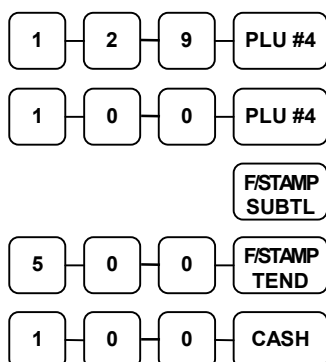 1 2 9 PLU #4
1 0 0 PLU #4
F/STAMP
SUBTL
5 0 0 F/STAMP
TEND
1 0 0 CASH